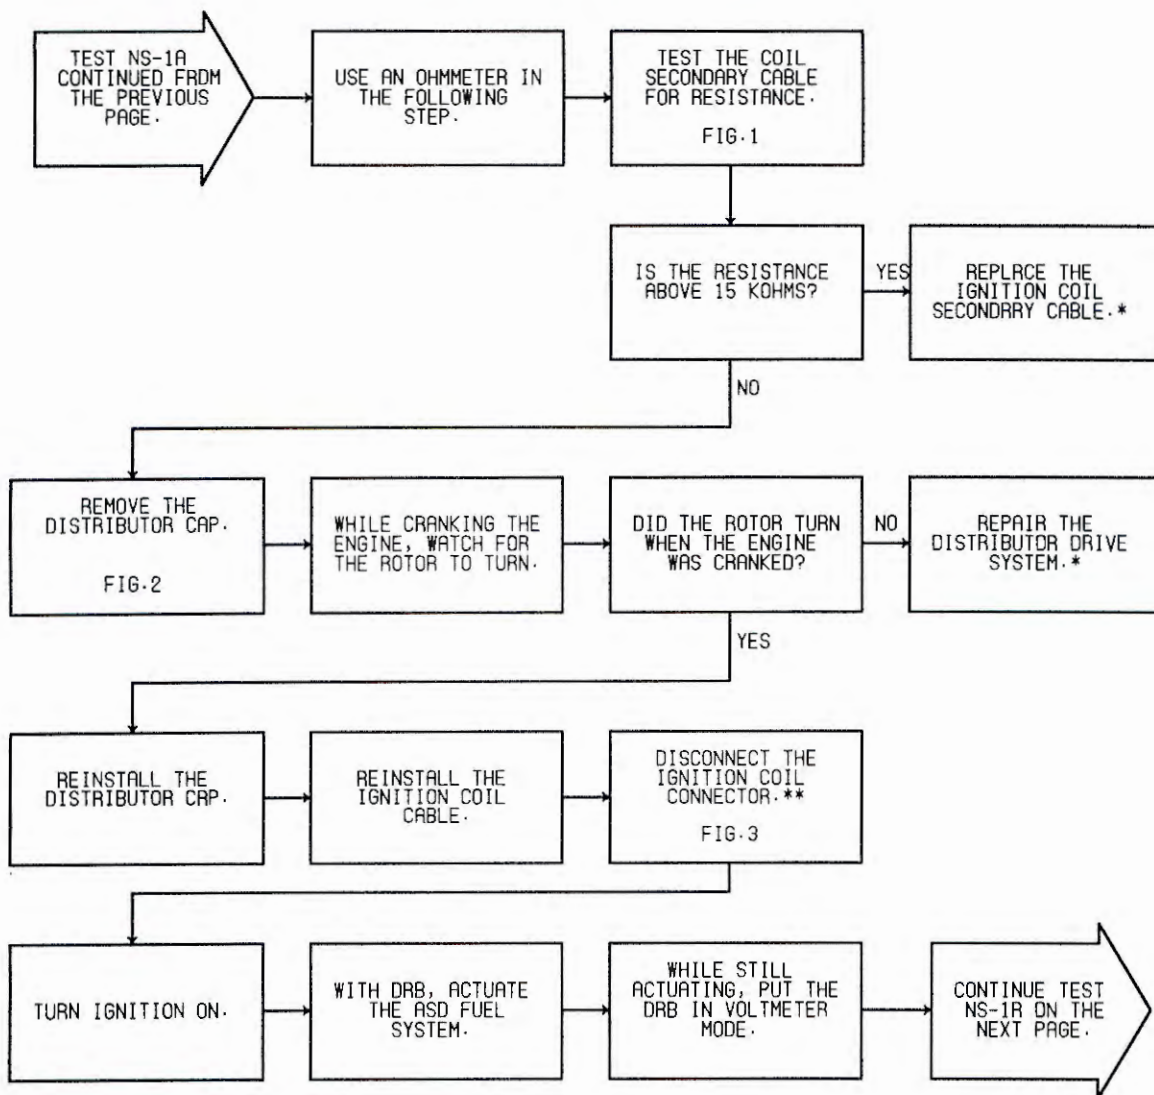 TEST NS-1A
CONTINUED FROM
THE PREVIOUS
PAGE.
USE AN OHMMETER IN
THE FOLLOWING
STEP.
TEST THE COIL
SECONDARY CABLE
FOR RESISTANCE.
FIG.1
IS THE RESISTANCE
ABOVE 15 KOHMS?
YES
REPLRCE THE
IGNITION COIL
SECONDRRY CABLE.*
NO
REMOVE THE
DISTRIBUTOR CAP.
FIG.2
WHILE CRANKING THE
ENGINE, WATCH FOR
THE ROTOR TO TURN.
DID THE ROTOR TURN
WHEN THE ENGINE
WAS CRANKED?
NO
REPAIR THE
DISTRIBUTOR DRIVE
SYSTEM.*
YES
REINSTALL THE
DISTRIBUTOR CRP.
REINSTALL THE
IGNITION COIL
CABLE.
DISCONNECT THE
IGNITION COIL
CONNECTOR.**
FIG.3
TURN IGNITION ON.
WITH DRB, ACTUATE
THE ASD FUEL
SYSTEM.
WHILE STILL
ACTUATING, PUT THE
DRB IN VOLTMETER
MODE.
CONTINUE TEST
NS-1R ON THE
NEXT PAGE.